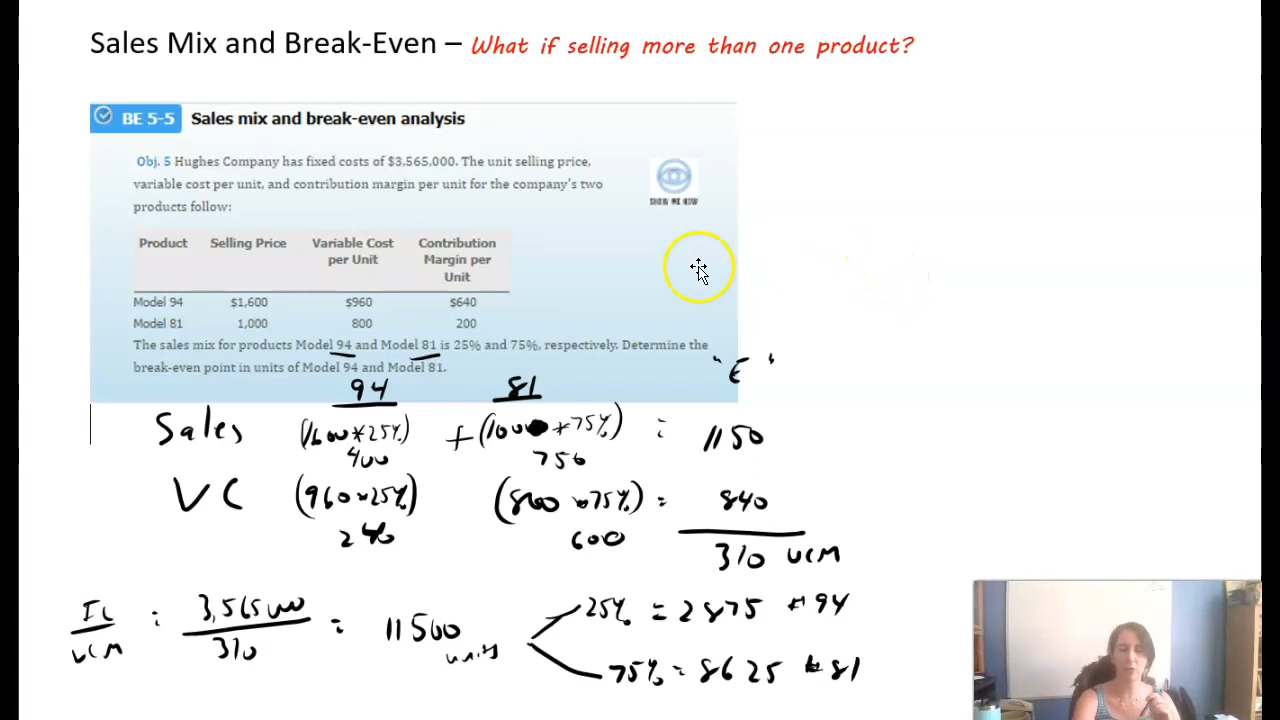 Sales Mix and Break-Even – What if selling more than one product?
BE 5-5 Sales mix and break-even analysis
Obj. 5 Hughes Company has fixed costs of $3,565,000. The unit selling price,
variable cost per unit, and contribution margin per unit for the company's two
products follow:
SHOW ME HOW
Product Selling Price Variable Cost per Unit Contribution Margin per Unit
Model 94 $1,600 $960 $640
Model 81 1,000 800 200
The sales mix for products Model 94 and Model 81 is 25% and 75%, respectively. Determine the
break-even point in units of Model 94 and Model 81.
94 81 "E"
Sales (1600*25%) + (1000*75%) = 1150
400 750
VC (960*25%) (800*75%) = 840
240 600
310 UCM
FC = 3,565,000 = 11500 25% = 2875 #94
UCM 310 units
75% = 8625 #81